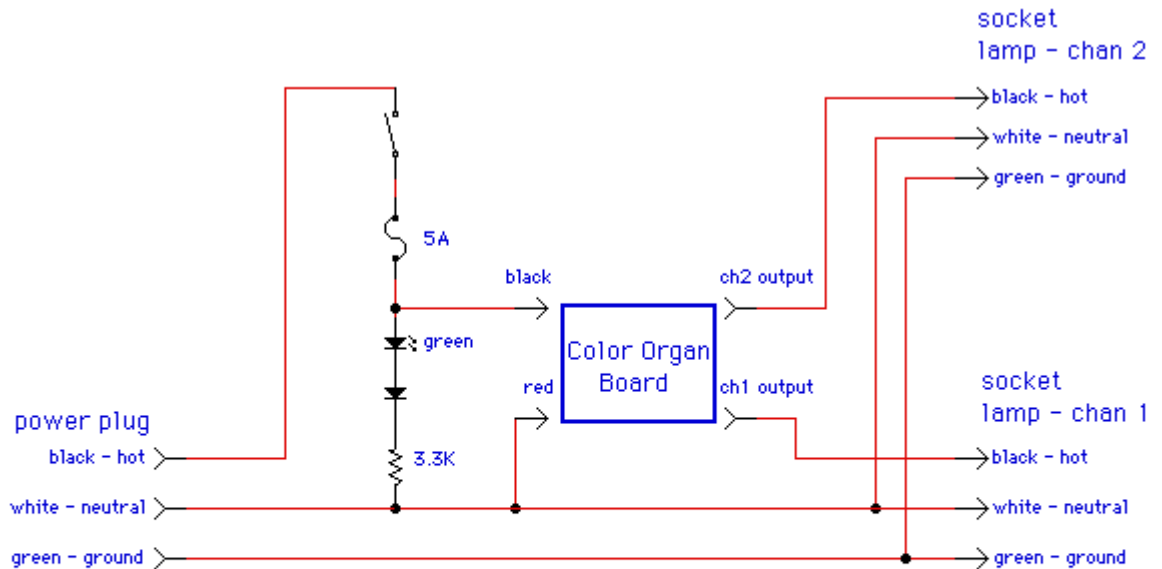 socket
lamp - chan 2
black - hot
white - neutral
green - ground
5A
black
ch2 output
green
Color Organ
Board
red
ch1 output
socket
lamp - chan 1
power plug
black - hot
3.3K
black - hot
white - neutral
white - neutral
green - ground
green - ground